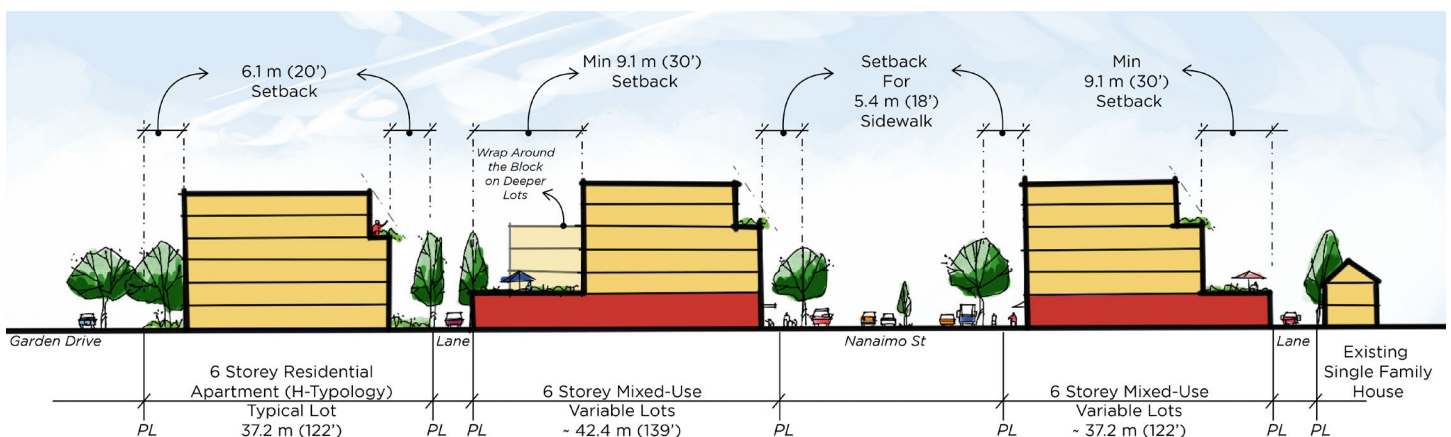 6.1 m (20')
Setback
Min 9.1 m (30')
Setback
Setback
For
5.4 m (18')
Sidewalk
Min
9.1 m (30')
Setback
Wrap Around
the Block
on Deeper
Lots
Garden Drive
Lane
Nanaimo St
Lane
6 Storey Residential
Apartment (H-Typology)
Typical Lot
37.2 m (122')
6 Storey Mixed-Use
Variable Lots
~ 42.4 m (139')
6 Storey Mixed-Use
Variable Lots
~ 37.2 m (122')
Existing
Single Family
House
PL
PL
PL
PL
PL
PL
PL